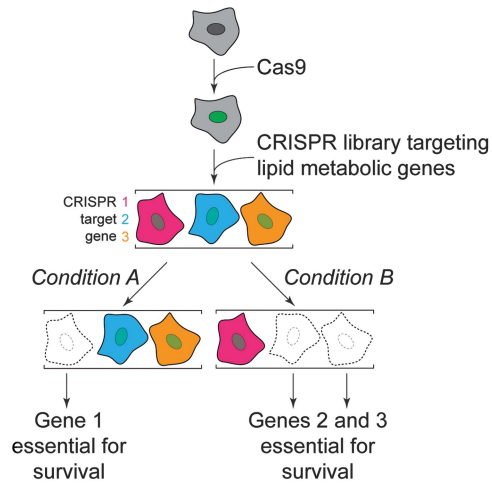 Cas9
CRISPR library targeting
lipid metabolic genes
CRISPR 1
target 2
gene 3
Condition A
Condition B
Gene 1
essential for
survival
Genes 2 and 3
essential for
survival